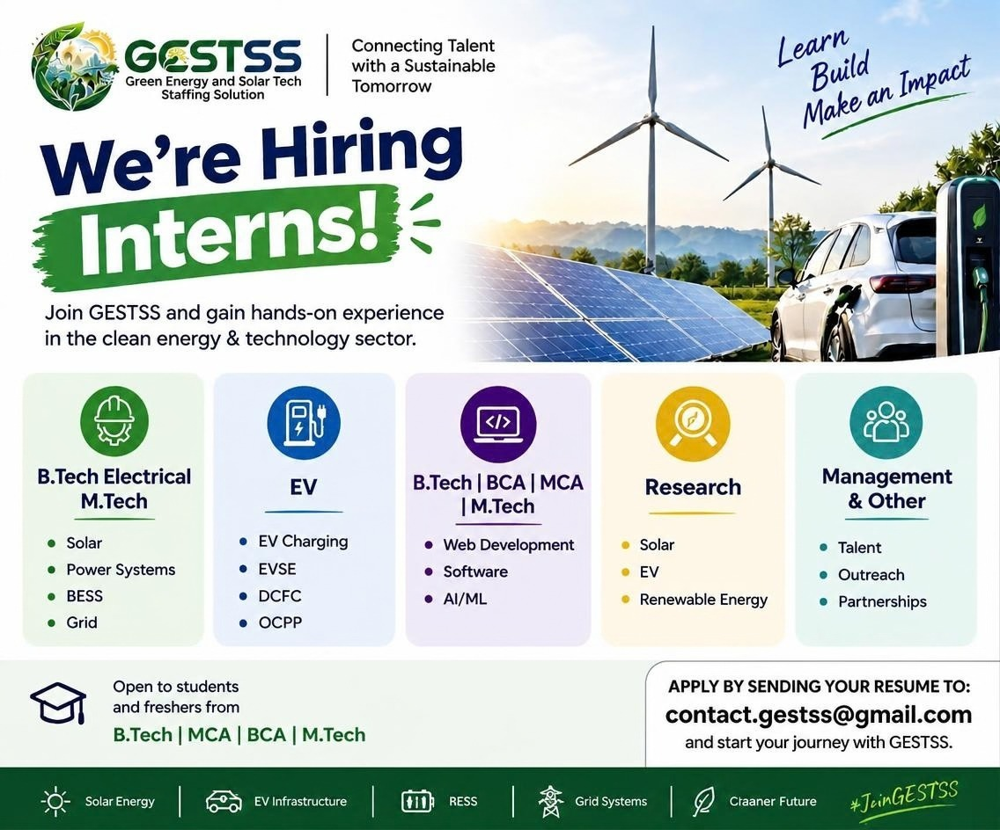 GESTSS
Green Energy and Solar Tech
Staffing Solution
Connecting Talent
with a Sustainable
Tomorrow
Learn
Build
Make an Impact
We're Hiring
Interns!
Join GESTSS and gain hands-on experience
in the clean energy & technology sector.
B.Tech Electrical
M.Tech
• Solar
• Power Systems
• BESS
• Grid
EV
• EV Charging
• EVSE
• DCFC
• OCPP
B.Tech | BCA | MCA
| M.Tech
• Web Development
• Software
• AI/ML
Research
• Solar
• EV
• Renewable Energy
Management
& Other
• Talent
• Outreach
• Partnerships
Open to students
and freshers from
B.Tech | MCA | BCA | M.Tech
APPLY BY SENDING YOUR RESUME TO:
contact.gestss@gmail.com
and start your journey with GESTSS.
Solar Energy
EV Infrastructure
RESS
Grid Systems
Claaner Future
#JoinGESTSS